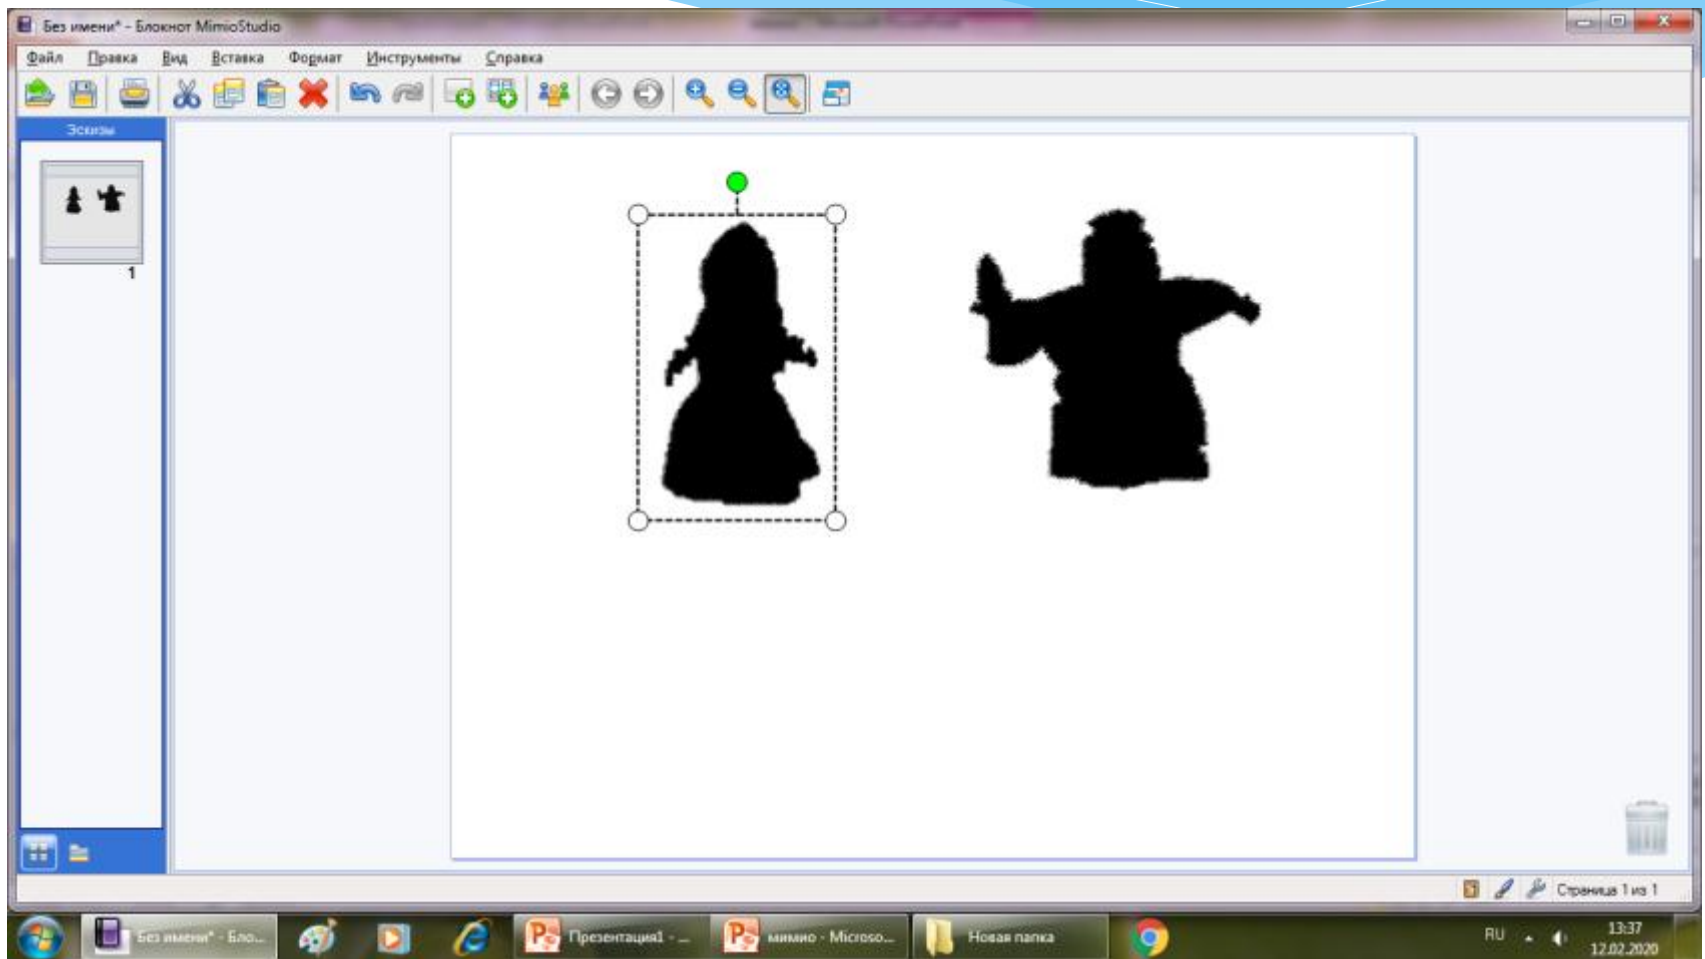 Без имени* - Блокнот MimioStudio
Файл Правка Вид Вставка Формат Инструменты Справка
Эскизы
1
Страница 1 из 1
Без имени* - Бло...
Презентация1 - ...
мимио - Microso...
Новая папка
RU
13:37
12.02.2020